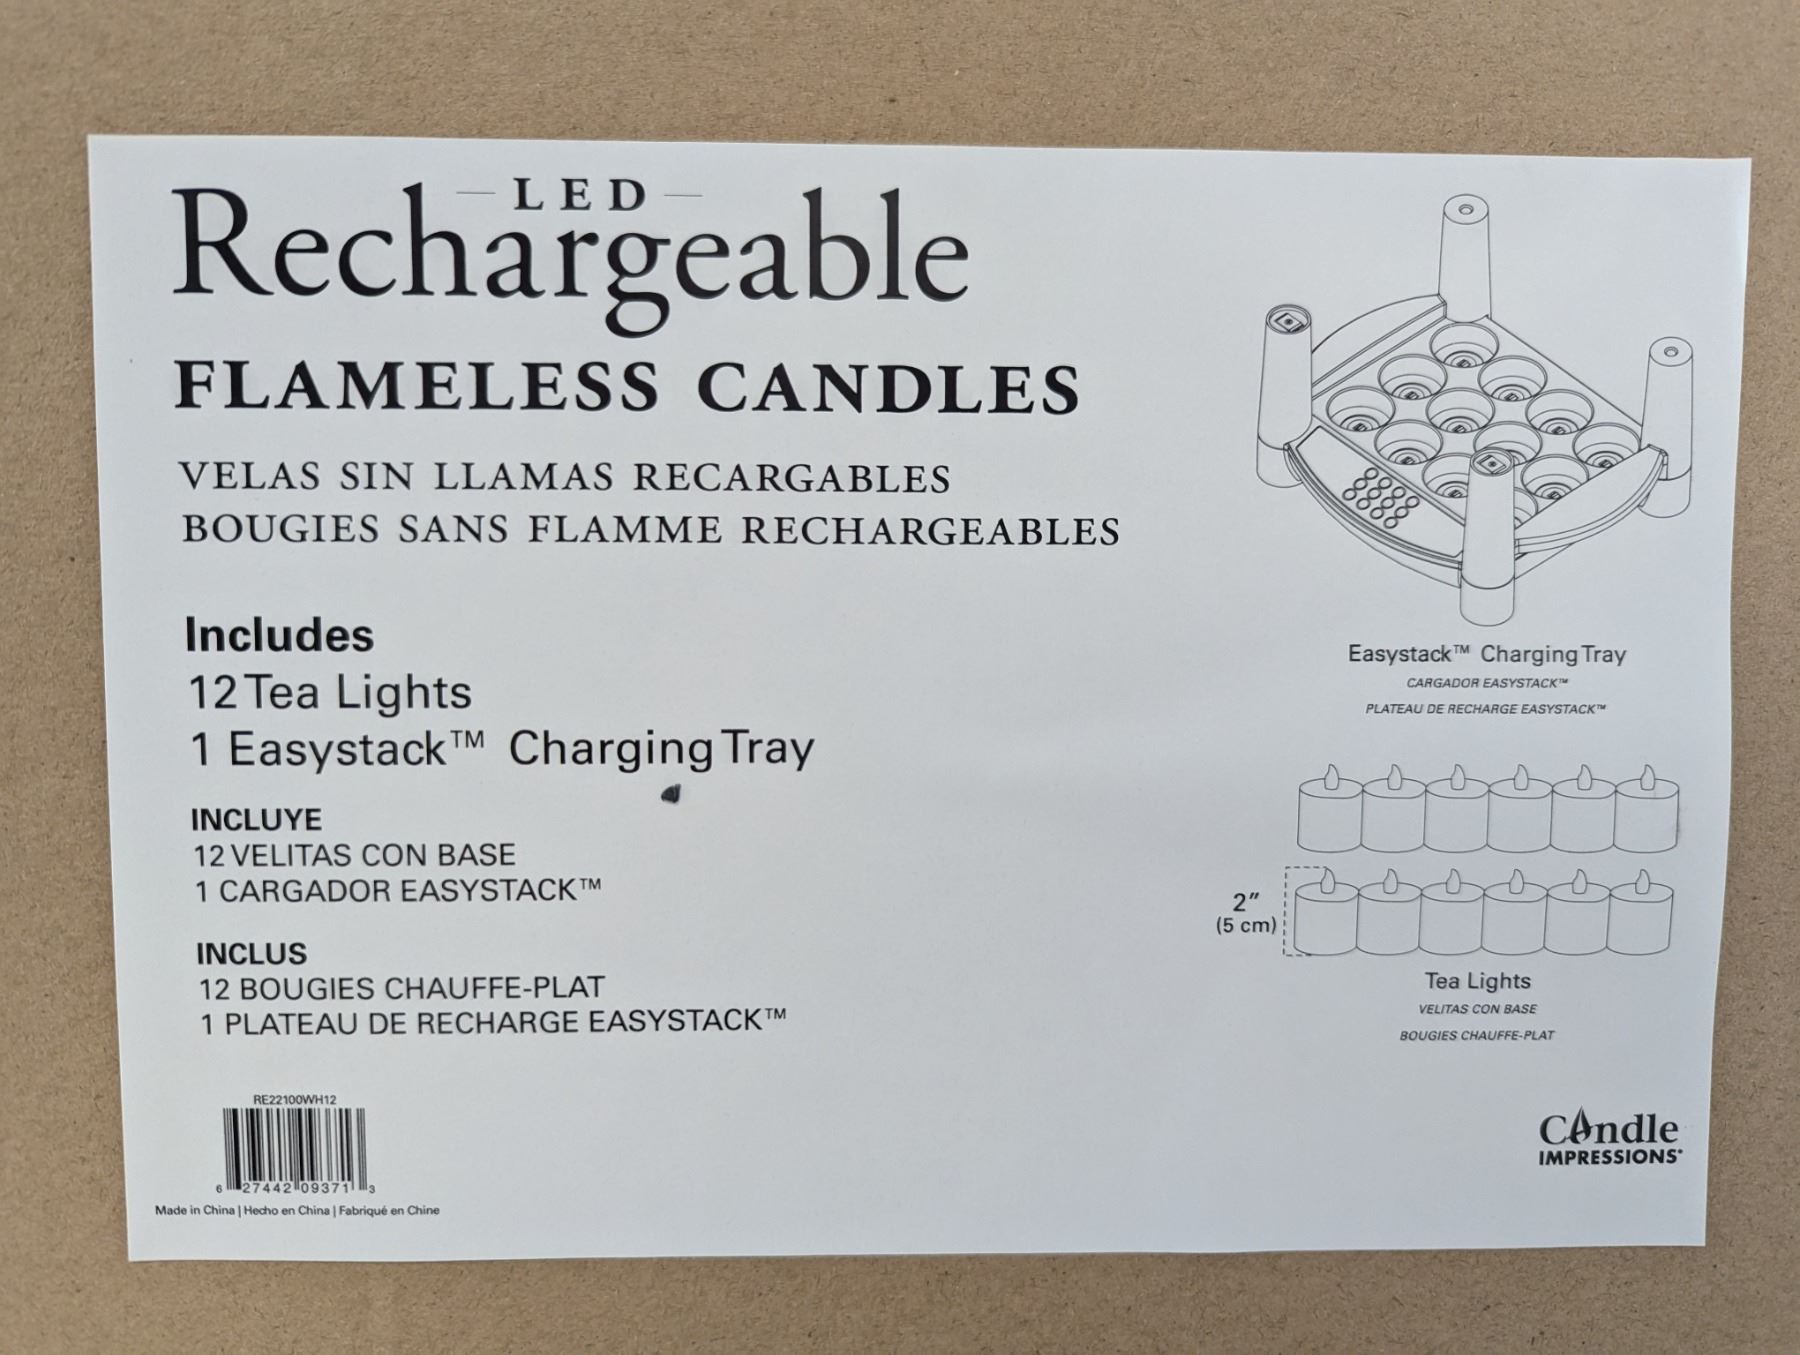 LED
Rechargeable
FLAMELESS CANDLES
VELAS SIN LLAMAS RECARGABLES
BOUGIES SANS FLAMME RECHARGEABLES
Includes
12 Tea Lights
1 Easystack™ Charging Tray
INCLUYE
12 VELITAS CON BASE
1 CARGADOR EASYSTACK™
INCLUS
12 BOUGIES CHAUFFE-PLAT
1 PLATEAU DE RECHARGE EASYSTACK™
RE22100WH12
6 27442 09371 3
Made in China | Hecho en China | Fabriqué en Chine
Easystack™ Charging Tray
CARGADOR EASYSTACK™
PLATEAU DE RECHARGE EASYSTACK™
2"
(5 cm)
Tea Lights
VELITAS CON BASE
BOUGIES CHAUFFE-PLAT
Candle
IMPRESSIONS®